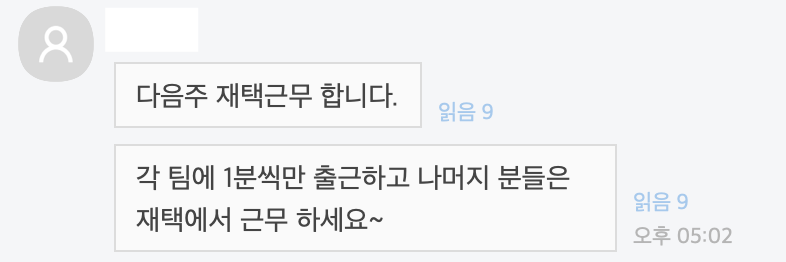 다음주 재택근무 합니다.
읽음 9
각 팀에 1분씩만 출근하고 나머지 분들은
재택에서 근무 하세요~
읽음 9
오후 05:02